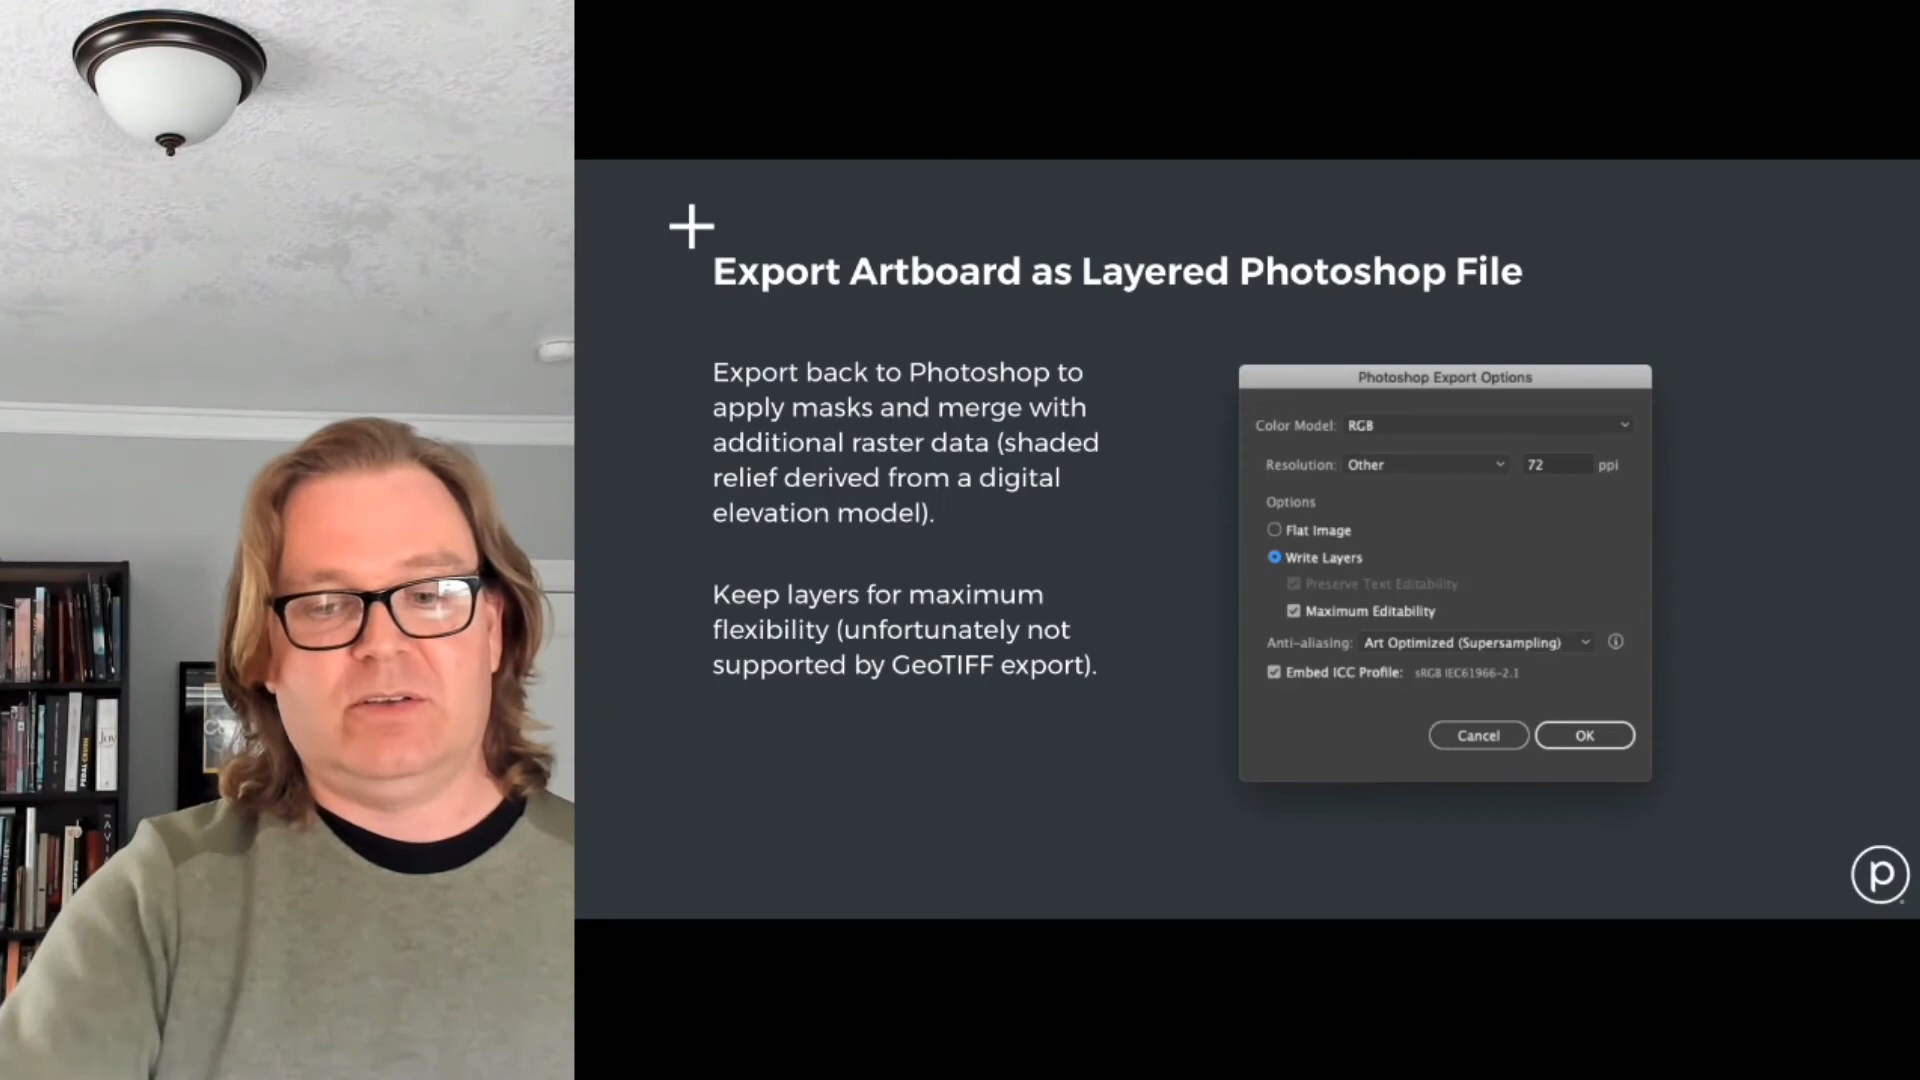 Export Artboard as Layered Photoshop File
Export back to Photoshop to
apply masks and merge with
additional raster data (shaded
relief derived from a digital
elevation model).
Keep layers for maximum
flexibility (unfortunately not
supported by GeoTIFF export).
Photoshop Export Options
Color Model: RGB
Resolution: Other 72 ppi
Options
Flat Image
Write Layers
Preserve Text Editability
Maximum Editability
Anti-aliasing: Art Optimized (Supersampling)
Embed ICC Profile: sRGB IEC61966-2.1
Cancel OK
p
Joy